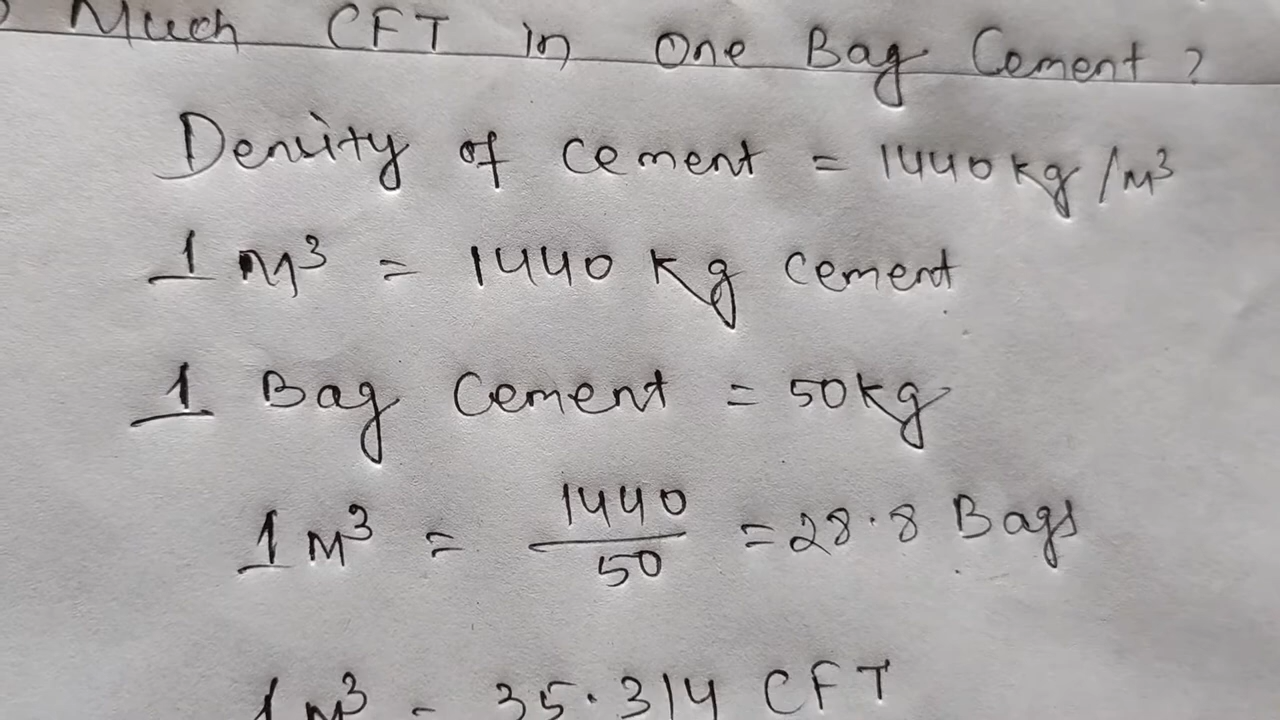 Much CFT in One Bag Cement ?
Density of cement = 1440 kg/m³
1 m³ = 1440 kg cement
1 Bag Cement = 50kg
1 m³ = 1440/50 = 28.8 Bags
1 m³ = 35.314 CFT